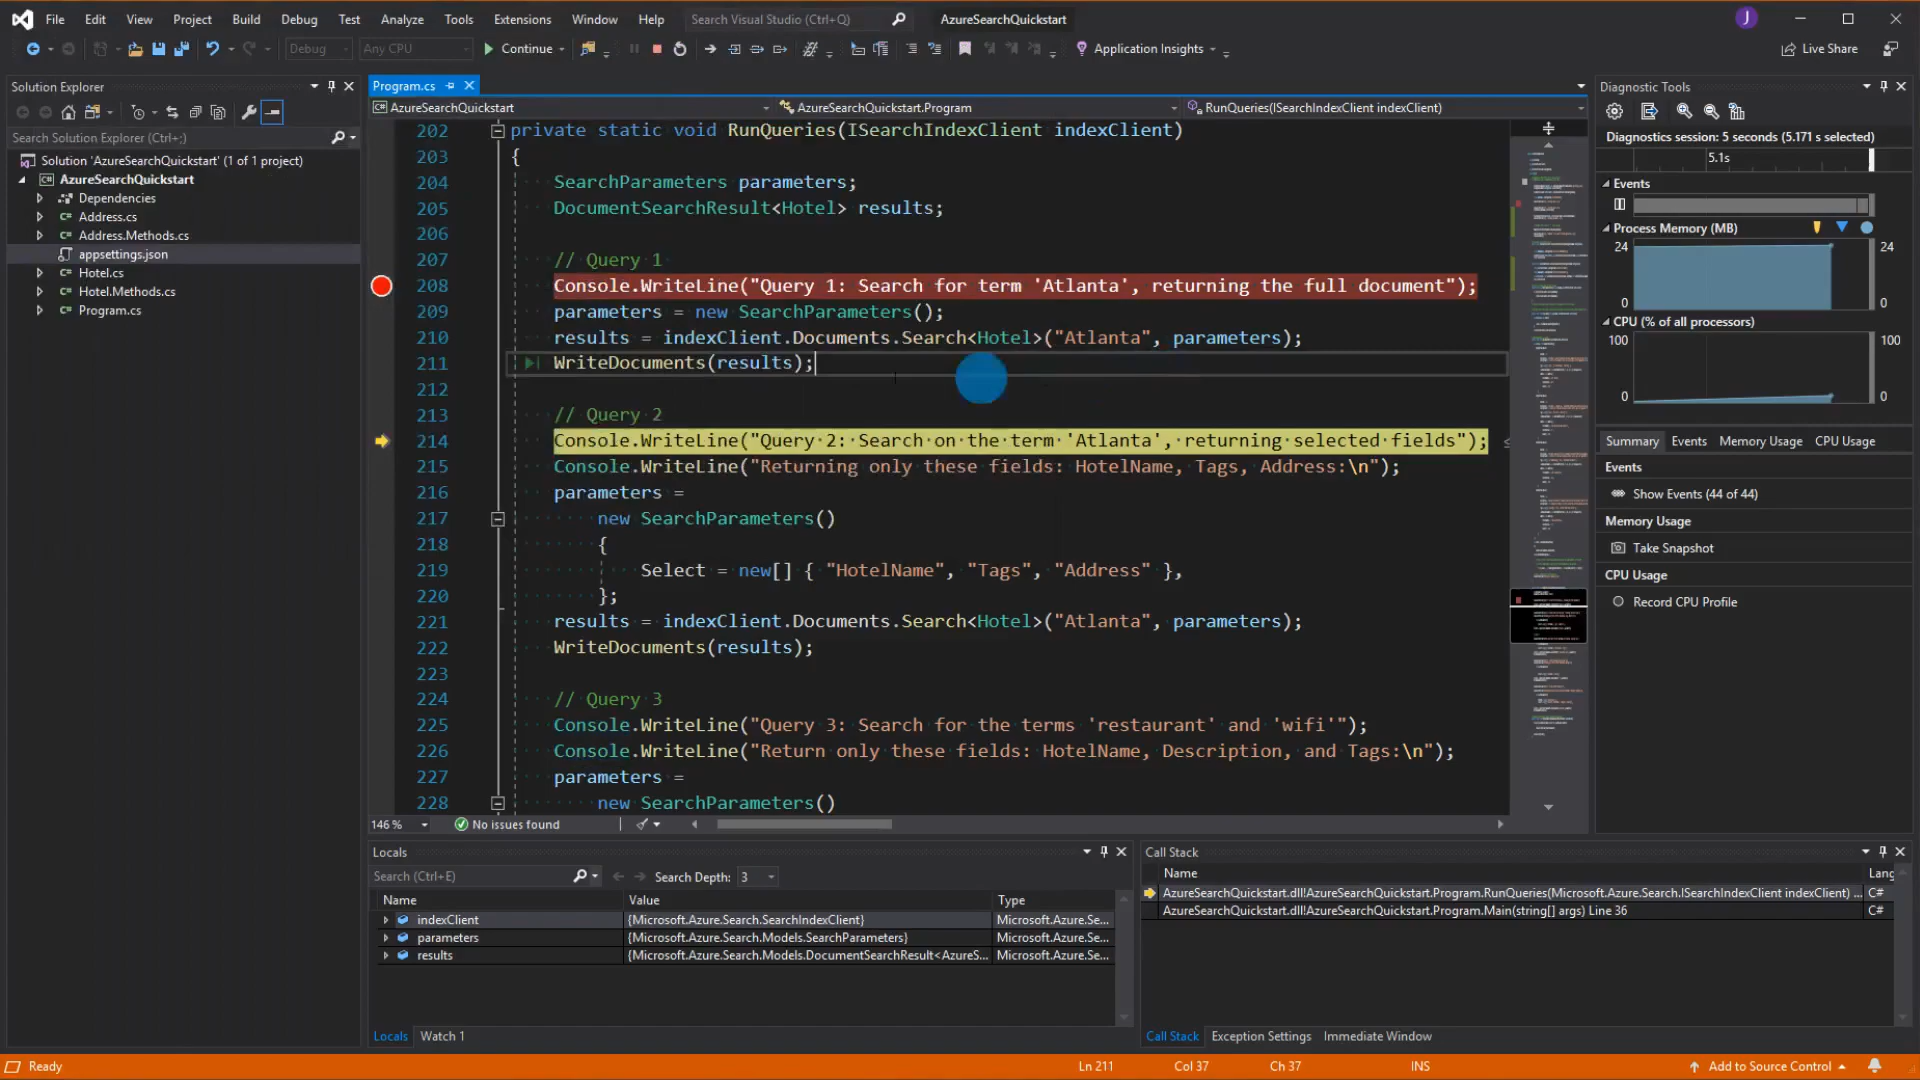 File Edit View Project Build Debug Test Analyze Tools Extensions Window Help Search Visual Studio (Ctrl+Q) AzureSearchQuickstart J
Debug Any CPU Continue Application Insights Live Share
Solution Explorer
Search Solution Explorer (Ctrl+;)
Solution 'AzureSearchQuickstart' (1 of 1 project)
AzureSearchQuickstart
Dependencies
Address.cs
Address.Methods.cs
appsettings.json
Hotel.cs
Hotel.Methods.cs
Program.cs
Program.cs
AzureSearchQuickstart AzureSearchQuickstart.Program RunQueries(ISearchIndexClient indexClient)
202 private static void RunQueries(ISearchIndexClient indexClient)
203 {
204 SearchParameters parameters;
205 DocumentSearchResult<Hotel> results;
206
207 // Query 1
208 Console.WriteLine("Query 1: Search for term 'Atlanta', returning the full document");
209 parameters = new SearchParameters();
210 results = indexClient.Documents.Search<Hotel>("Atlanta", parameters);
211 WriteDocuments(results);
212
213 // Query 2
214 Console.WriteLine("Query 2: Search on the term 'Atlanta', returning selected fields");
215 Console.WriteLine("Returning only these fields: HotelName, Tags, Address:\n");
216 parameters =
217 new SearchParameters()
218 {
219 Select = new[] { "HotelName", "Tags", "Address" },
220 };
221 results = indexClient.Documents.Search<Hotel>("Atlanta", parameters);
222 WriteDocuments(results);
223
224 // Query 3
225 Console.WriteLine("Query 3: Search for the terms 'restaurant' and 'wifi'");
226 Console.WriteLine("Return only these fields: HotelName, Description, and Tags:\n");
227 parameters =
228 new SearchParameters()
146 % No issues found
Diagnostic Tools
Diagnostics session: 5 seconds (5.171 s selected)
5.1s
Events
Process Memory (MB)
24 24
0 0
CPU (% of all processors)
100 100
0 0
Summary Events Memory Usage CPU Usage
Events
Show Events (44 of 44)
Memory Usage
Take Snapshot
CPU Usage
Record CPU Profile
Locals
Search (Ctrl+E) Search Depth: 3
Name Value Type
indexClient {Microsoft.Azure.Search.SearchIndexClient} Microsoft.Azure.Se...
parameters {Microsoft.Azure.Search.Models.SearchParameters} Microsoft.Azure.Se...
results {Microsoft.Azure.Search.Models.DocumentSearchResult<AzureS... Microsoft.Azure.Se...
Locals Watch 1
Call Stack
Name Lang
AzureSearchQuickstart.dll!AzureSearchQuickstart.Program.RunQueries(Microsoft.Azure.Search.ISearchIndexClient indexClient) ... C#
AzureSearchQuickstart.dll!AzureSearchQuickstart.Program.Main(string[] args) Line 36 C#
Call Stack Exception Settings Immediate Window
Ready Ln 211 Col 37 Ch 37 INS Add to Source Control